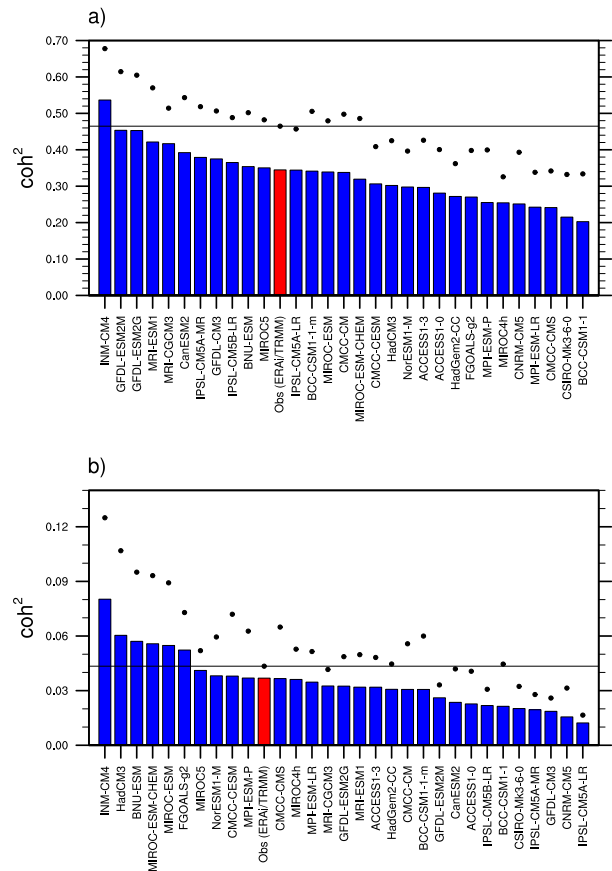 a)
0.70
0.60
0.50
0.40
0.30
0.20
0.10
0.00
coh²
INM-CM4
GFDL-ESM2M
GFDL-ESM2G
MRI-ESM1
MRI-CGCM3
CanESM2
IPSL-CM5A-MR
GFDL-CM3
IPSL-CM5B-LR
BNU-ESM
MIROC5
Obs (ERAi/TRMM)
IPSL-CM5A-LR
BCC-CSM1-1-m
MIROC-ESM
CMCC-CM
MIROC-ESM-CHEM
CMCC-CESM
HadCM3
NorESM1-M
ACCESS1-3
ACCESS1-0
HadGem2-CC
FGOALS-g2
MPI-ESM-P
MIROC4h
CNRM-CM5
MPI-ESM-LR
CMCC-CMS
CSIRO-Mk3-6-0
BCC-CSM1-1
b)
0.12
0.09
0.06
0.03
0.00
coh²
INM-CM4
HadCM3
BNU-ESM
MIROC-ESM-CHEM
MIROC-ESM
FGOALS-g2
MIROC5
NorESM1-M
CMCC-CESM
MPI-ESM-P
Obs (ERAi/TRMM)
CMCC-CMS
MIROC4h
MPI-ESM-LR
MRI-CGCM3
GFDL-ESM2G
MRI-ESM1
ACCESS1-3
HadGem2-CC
CMCC-CM
BCC-CSM1-1-m
GFDL-ESM2M
CanESM2
ACCESS1-0
IPSL-CM5B-LR
BCC-CSM1-1
CSIRO-Mk3-6-0
IPSL-CM5A-MR
GFDL-CM3
CNRM-CM5
IPSL-CM5A-LR